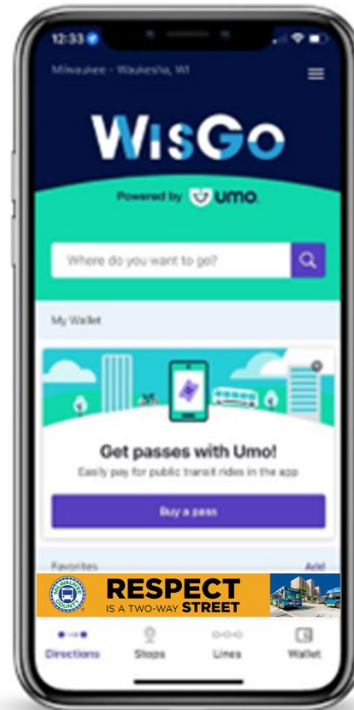 12:33
Milwaukee - Waukesha, WI
WisGo
Powered by umo.
Where do you want to go?
My Wallet
Get passes with Umo!
Easily pay for public transit rides in the app
Buy a pass
Favorites Add
MILWAUKEE COUNTY
RESPECT
IS A TWO-WAY STREET
Directions Stops Lines Wallet